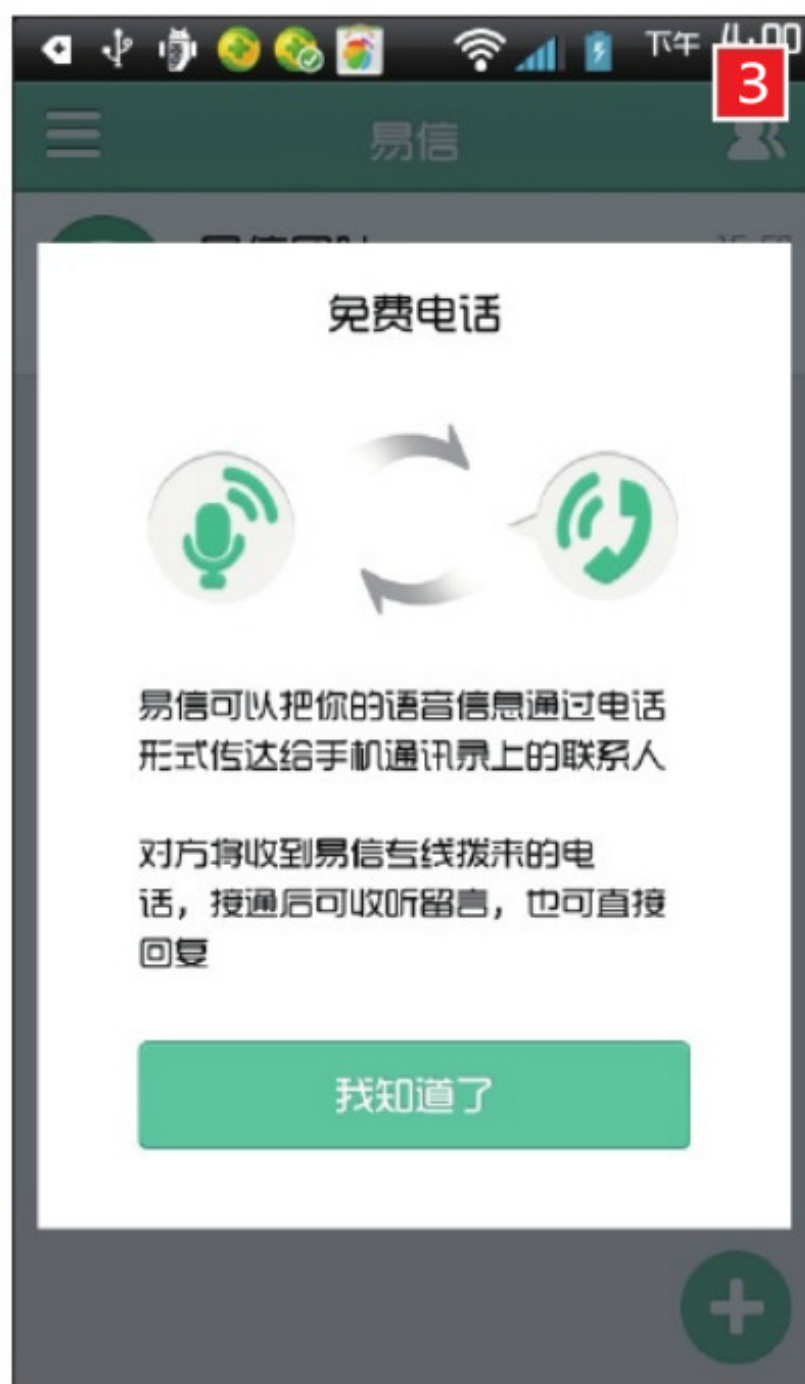 下午 4:00
3
易信
免费电话
易信可以把你的语音信息通过电话
形式传达给手机通讯录上的联系人
对方将收到易信专线拨来的电
话，接通后可收听留言，也可直接
回复
我知道了